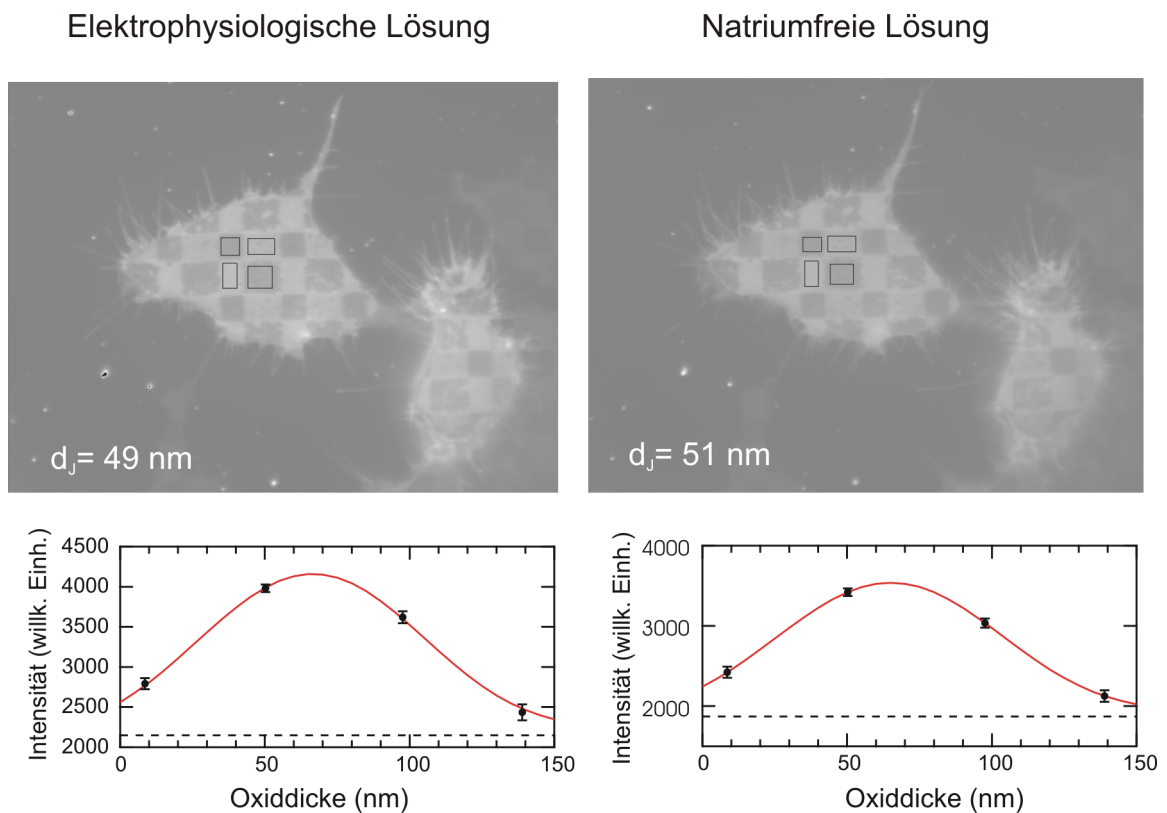 Elektrophysiologische Lösung
Natriumfreie Lösung
dJ= 49 nm
dJ= 51 nm
Intensität (willk. Einh.)
4500
4000
3500
3000
2500
2000
0 50 100 150
Oxiddicke (nm)
Intensität (willk. Einh.)
4000
3000
2000
0 50 100 150
Oxiddicke (nm)